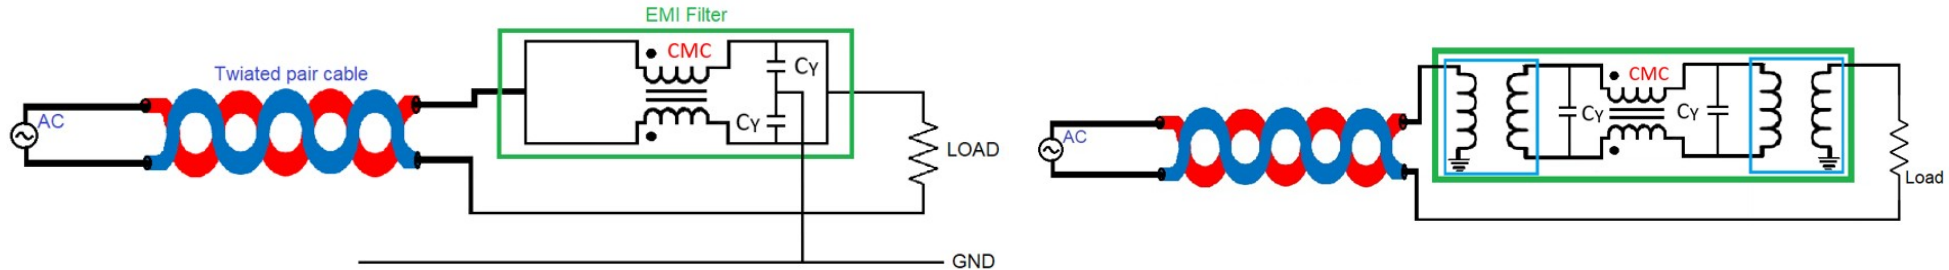 EMI Filter
CMC
Twiated pair cable
CY
AC
CY
LOAD
GND
CMC
AC
CY
CY
Load